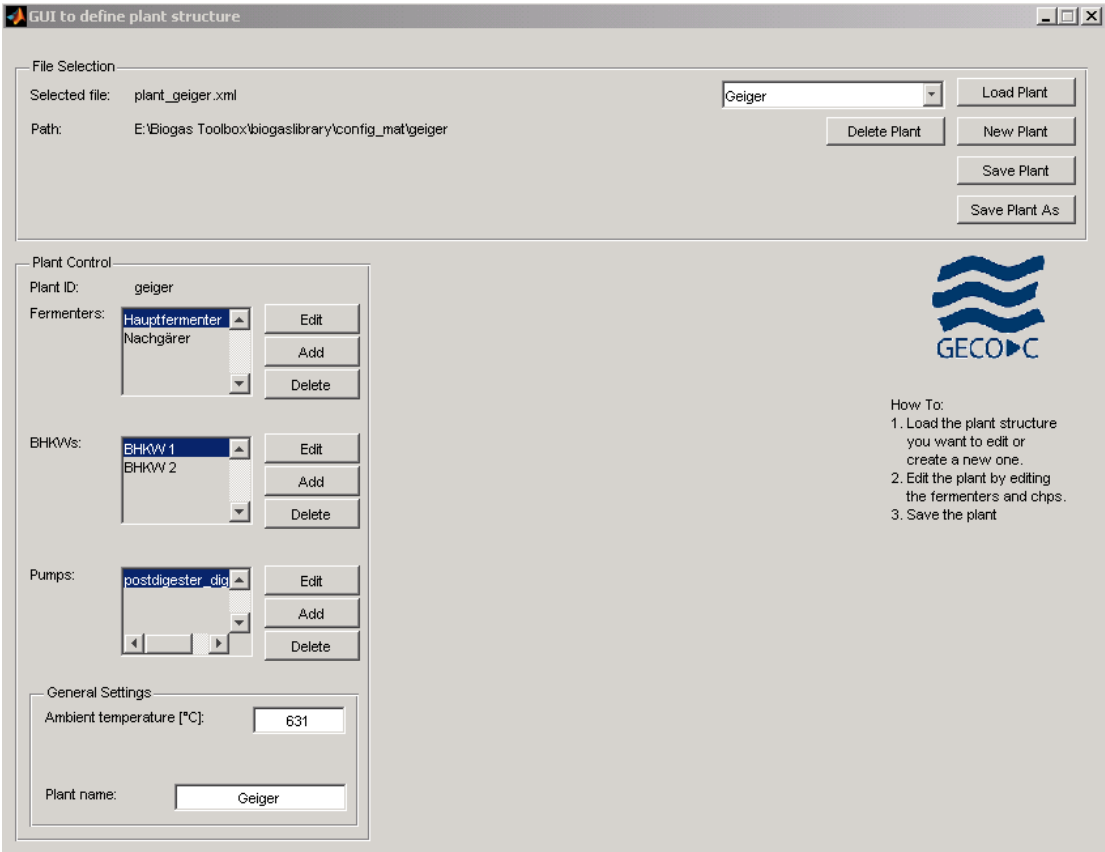 GUI to define plant structure
File Selection
Selected file: plant_geiger.xml
Geiger
Load Plant
Path: E:\Biogas Toolbox\biogaslibrary\config_mat\geiger
Delete Plant
New Plant
Save Plant
Save Plant As
Plant Control
Plant ID: geiger
Fermenters:
Hauptfermenter
Nachgärer
Edit
Add
Delete
BHKWs:
BHKW 1
BHKW 2
Edit
Add
Delete
Pumps:
postdigester_dig
Edit
Add
Delete
General Settings
Ambient temperature [°C]: 631
Plant name: Geiger
GECO▶C
How To:
1. Load the plant structure
you want to edit or
create a new one.
2. Edit the plant by editing
the fermenters and chps.
3. Save the plant